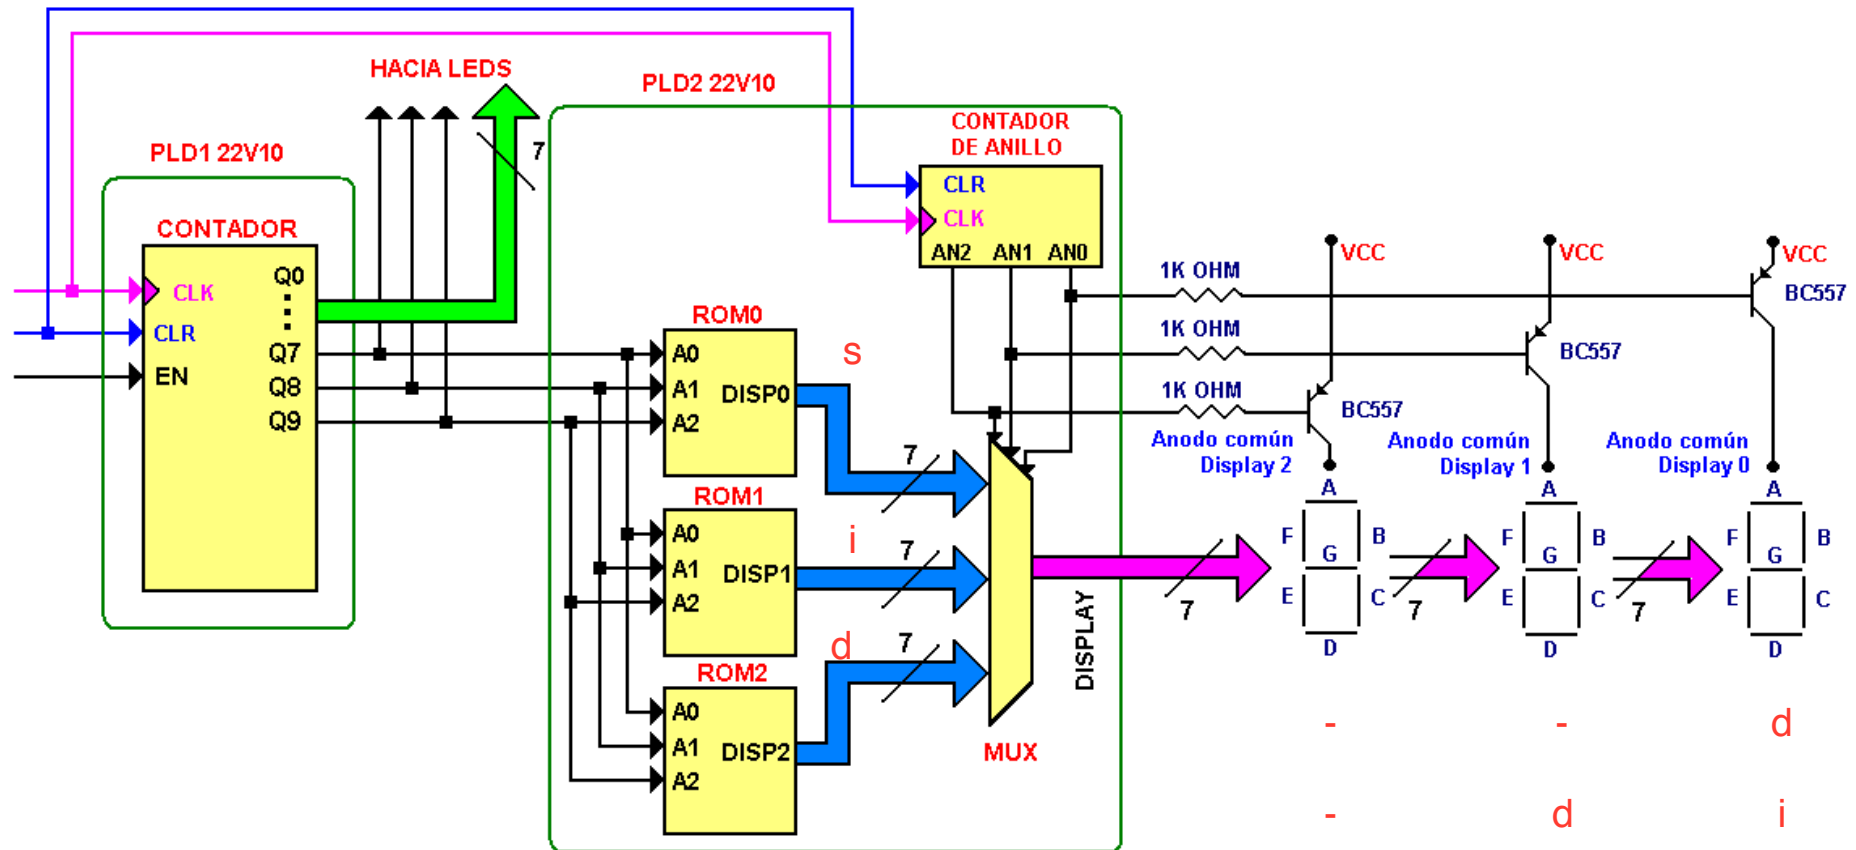 HACIA LEDS
PLD1 22V10
7
CONTADOR
CLK
CLR
EN
Q0
Q7
Q8
Q9
PLD2 22V10
CONTADOR
DE ANILLO
CLR
CLK
AN2 AN1 AN0
ROM0
A0
A1
A2
DISP0
s
7
ROM1
A0
A1
A2
DISP1
i
7
ROM2
A0
A1
A2
DISP2
d
7
MUX
DISPLAY
1K OHM
1K OHM
1K OHM
VCC
BC557
VCC
BC557
VCC
BC557
Anodo común
Display 2
Anodo común
Display 1
Anodo común
Display 0
7
A
F B
G
E C
D
7
A
F B
G
E C
D
7
A
F B
G
E C
D
- - d
- d i